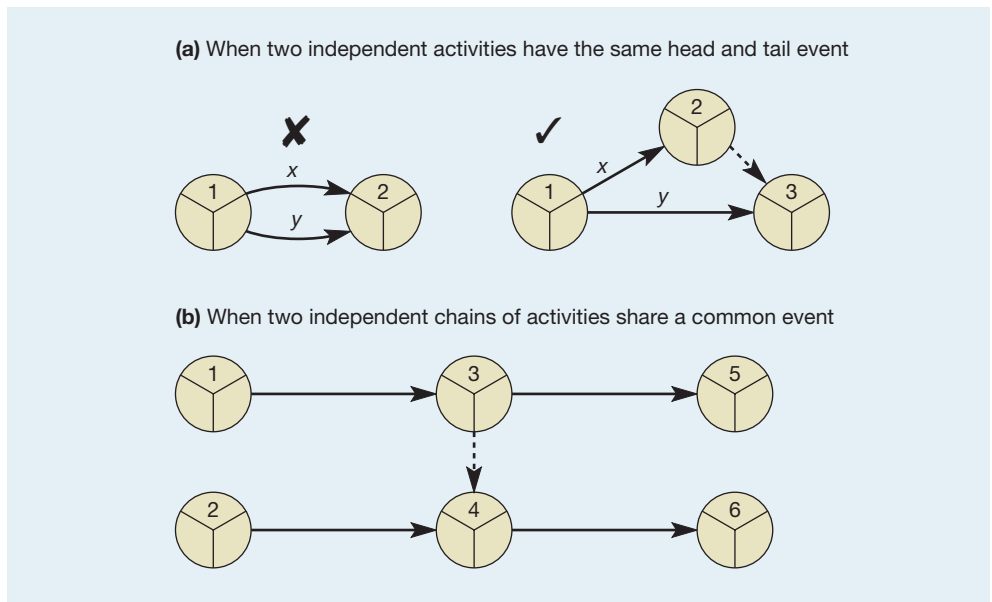 (a) When two independent activities have the same head and tail event
✘ ✓
x
1 2
y
2
x
1 y 3
(b) When two independent chains of activities share a common event
1 3 5
2 4 6